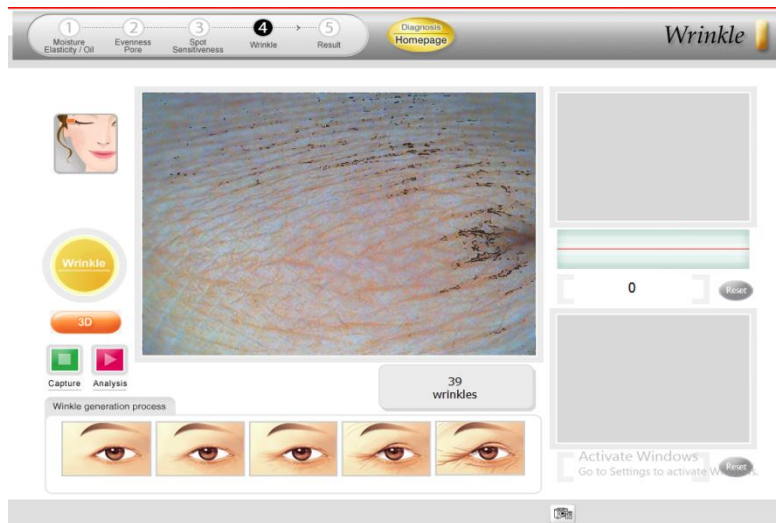 1
Moisture
Elasticity / Oil
2
Evenness
Pore
3
Spot
Sensitiveness
4
Wrinkle
5
Result
Diagnosis
Homepage
Wrinkle
Wrinkle
3D
Capture
Analysis
39
wrinkles
0
Reset
Winkle generation process
Activate Windows
Go to Settings to activate W
Reset